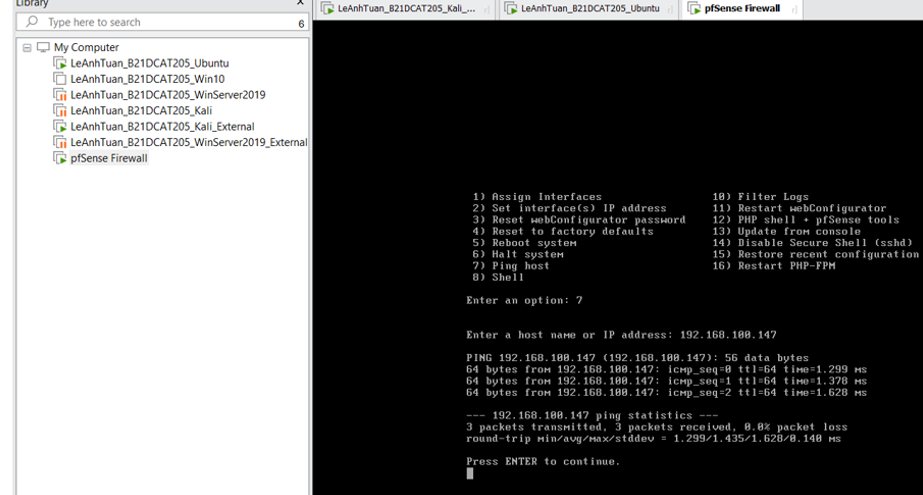 Library X
Type here to search 6
My Computer
LeAnhTuan_B21DCAT205_Ubuntu
LeAnhTuan_B21DCAT205_Win10
LeAnhTuan_B21DCAT205_WinServer2019
LeAnhTuan_B21DCAT205_Kali
LeAnhTuan_B21DCAT205_Kali_External
LeAnhTuan_B21DCAT205_WinServer2019_External
pfSense Firewall
LeAnhTuan_B21DCAT205_Kali_... LeAnhTuan_B21DCAT205_Ubuntu pfSense Firewall
1) Assign Interfaces 10) Filter Logs
2) Set interface(s) IP address 11) Restart webConfigurator
3) Reset webConfigurator password 12) PHP shell + pfSense tools
4) Reset to factory defaults 13) Update from console
5) Reboot system 14) Disable Secure Shell (sshd)
6) Halt system 15) Restore recent configuration
7) Ping host 16) Restart PHP-FPM
8) Shell
Enter an option: 7
Enter a host name or IP address: 192.168.100.147
PING 192.168.100.147 (192.168.100.147): 56 data bytes
64 bytes from 192.168.100.147: icmp_seq=0 ttl=64 time=1.299 ms
64 bytes from 192.168.100.147: icmp_seq=1 ttl=64 time=1.378 ms
64 bytes from 192.168.100.147: icmp_seq=2 ttl=64 time=1.628 ms
--- 192.168.100.147 ping statistics ---
3 packets transmitted, 3 packets received, 0.0% packet loss
round-trip min/avg/max/stddev = 1.299/1.435/1.628/0.140 ms
Press ENTER to continue.